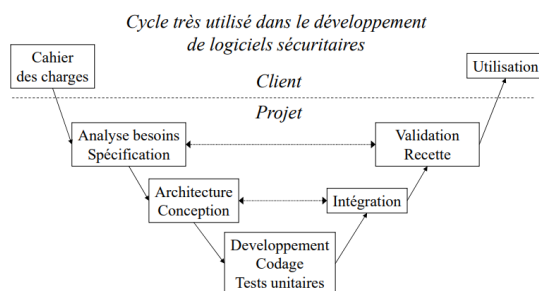 Cycle très utilisé dans le développement
de logiciels sécuritaires
Cahier
des charges
Utilisation
Client
Projet
Analyse besoins
Spécification
Validation
Recette
Architecture
Conception
Intégration
Developpement
Codage
Tests unitaires